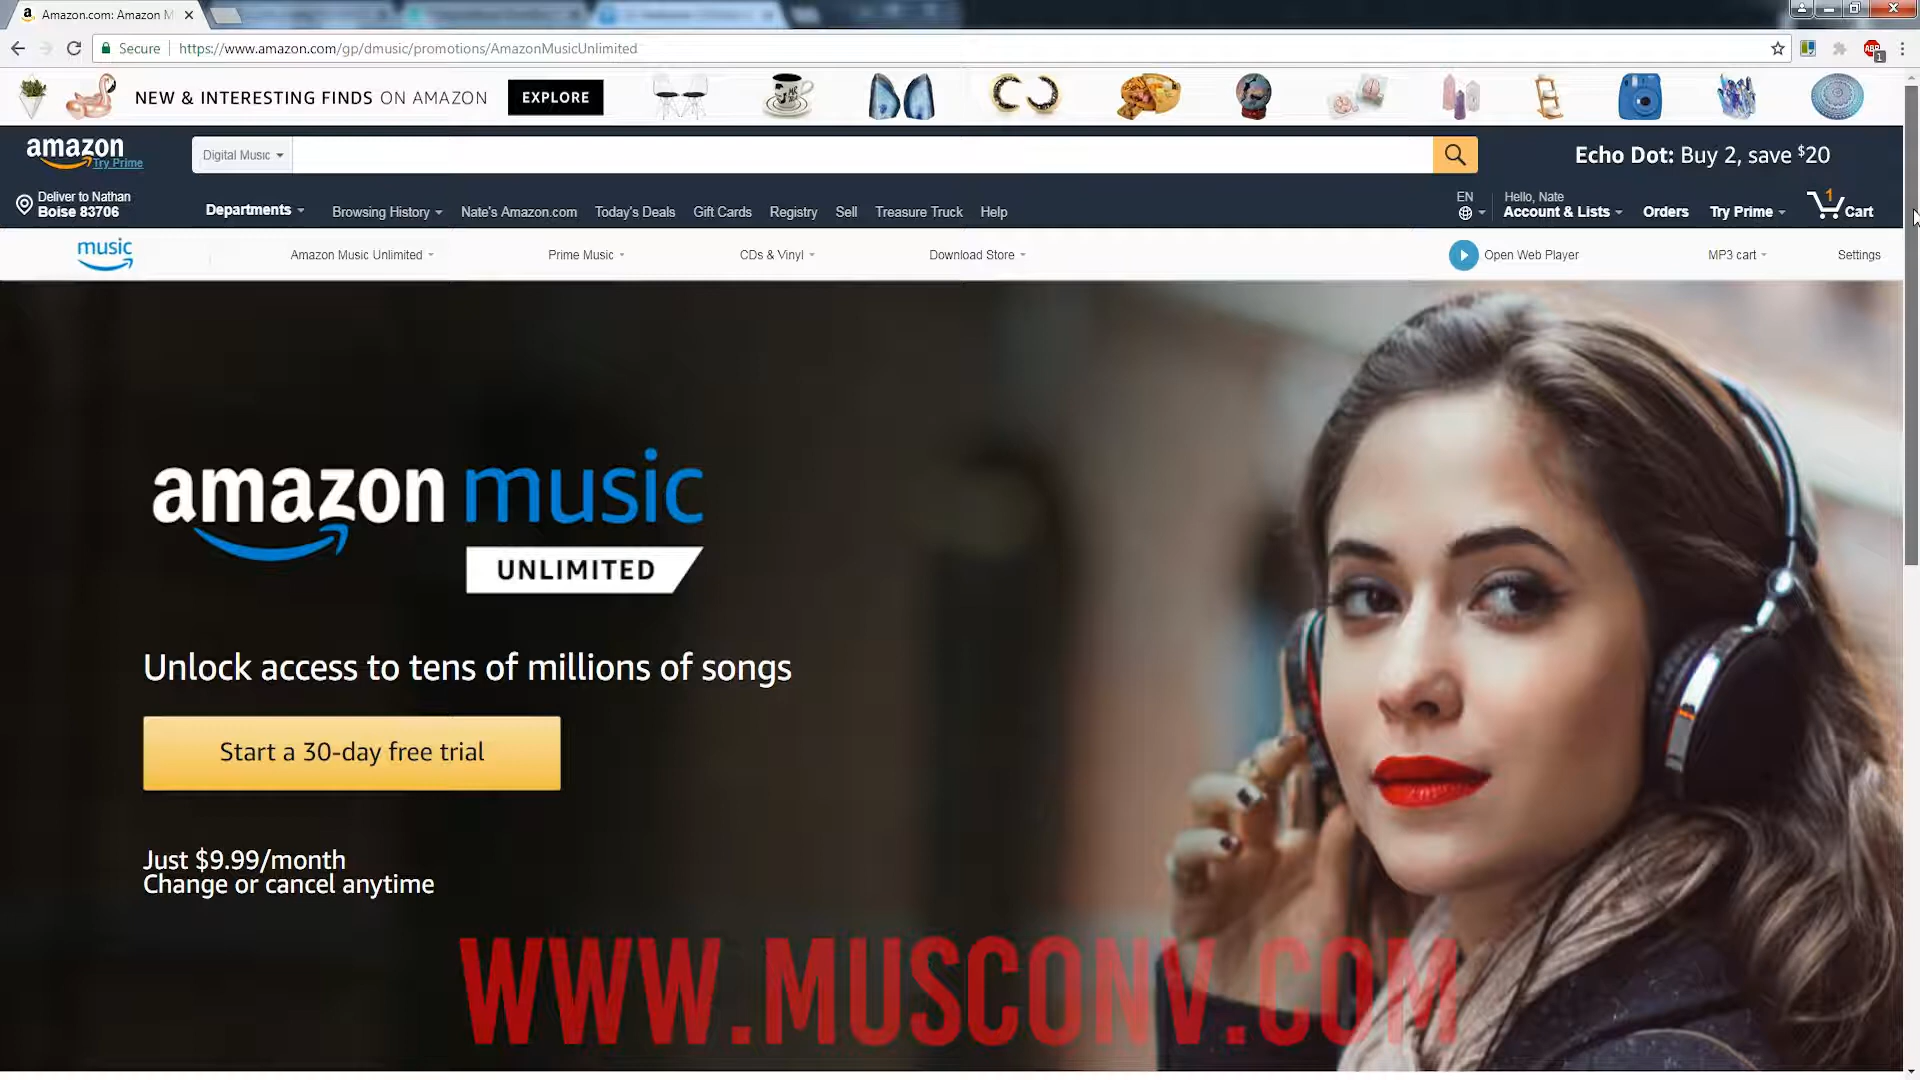 Amazon.com: Amazon M
Secure https://www.amazon.com/gp/dmusic/promotions/AmazonMusicUnlimited
ABP 1
NEW & INTERESTING FINDS ON AMAZON EXPLORE
amazon Try Prime
Digital Music
Echo Dot: Buy 2, save $20
Deliver to Nathan
Boise 83706
Departments Browsing History Nate's Amazon.com Today's Deals Gift Cards Registry Sell Treasure Truck Help
EN
Hello, Nate
Account & Lists Orders Try Prime 1 Cart
music Amazon Music Unlimited Prime Music CDs & Vinyl Download Store Open Web Player MP3 cart Settings
amazon music
UNLIMITED
Unlock access to tens of millions of songs
Start a 30-day free trial
Just $9.99/month
Change or cancel anytime
WWW.MUSCONV.COM